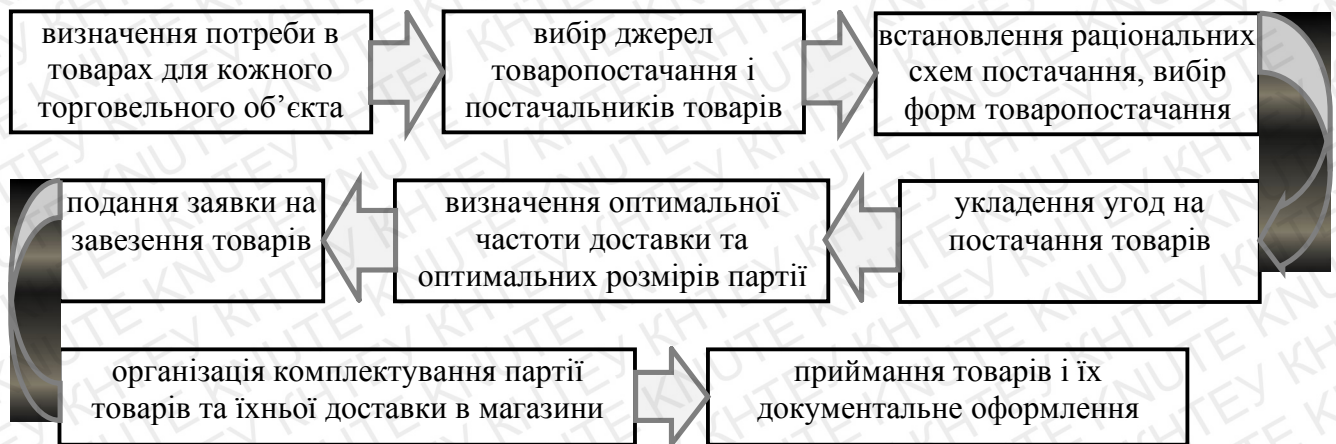 визначення потреби в
товарах для кожного
торговельного об’єкта
вибір джерел
товаропостачання і
постачальників товарів
встановлення раціональних
схем постачання, вибір
форм товаропостачання
укладення угод на
постачання товарів
визначення оптимальної
частоти доставки та
оптимальних розмірів партії
подання заявки на
завезення товарів
організація комплектування партії
товарів та їхньої доставки в магазини
приймання товарів і їх
документальне оформлення